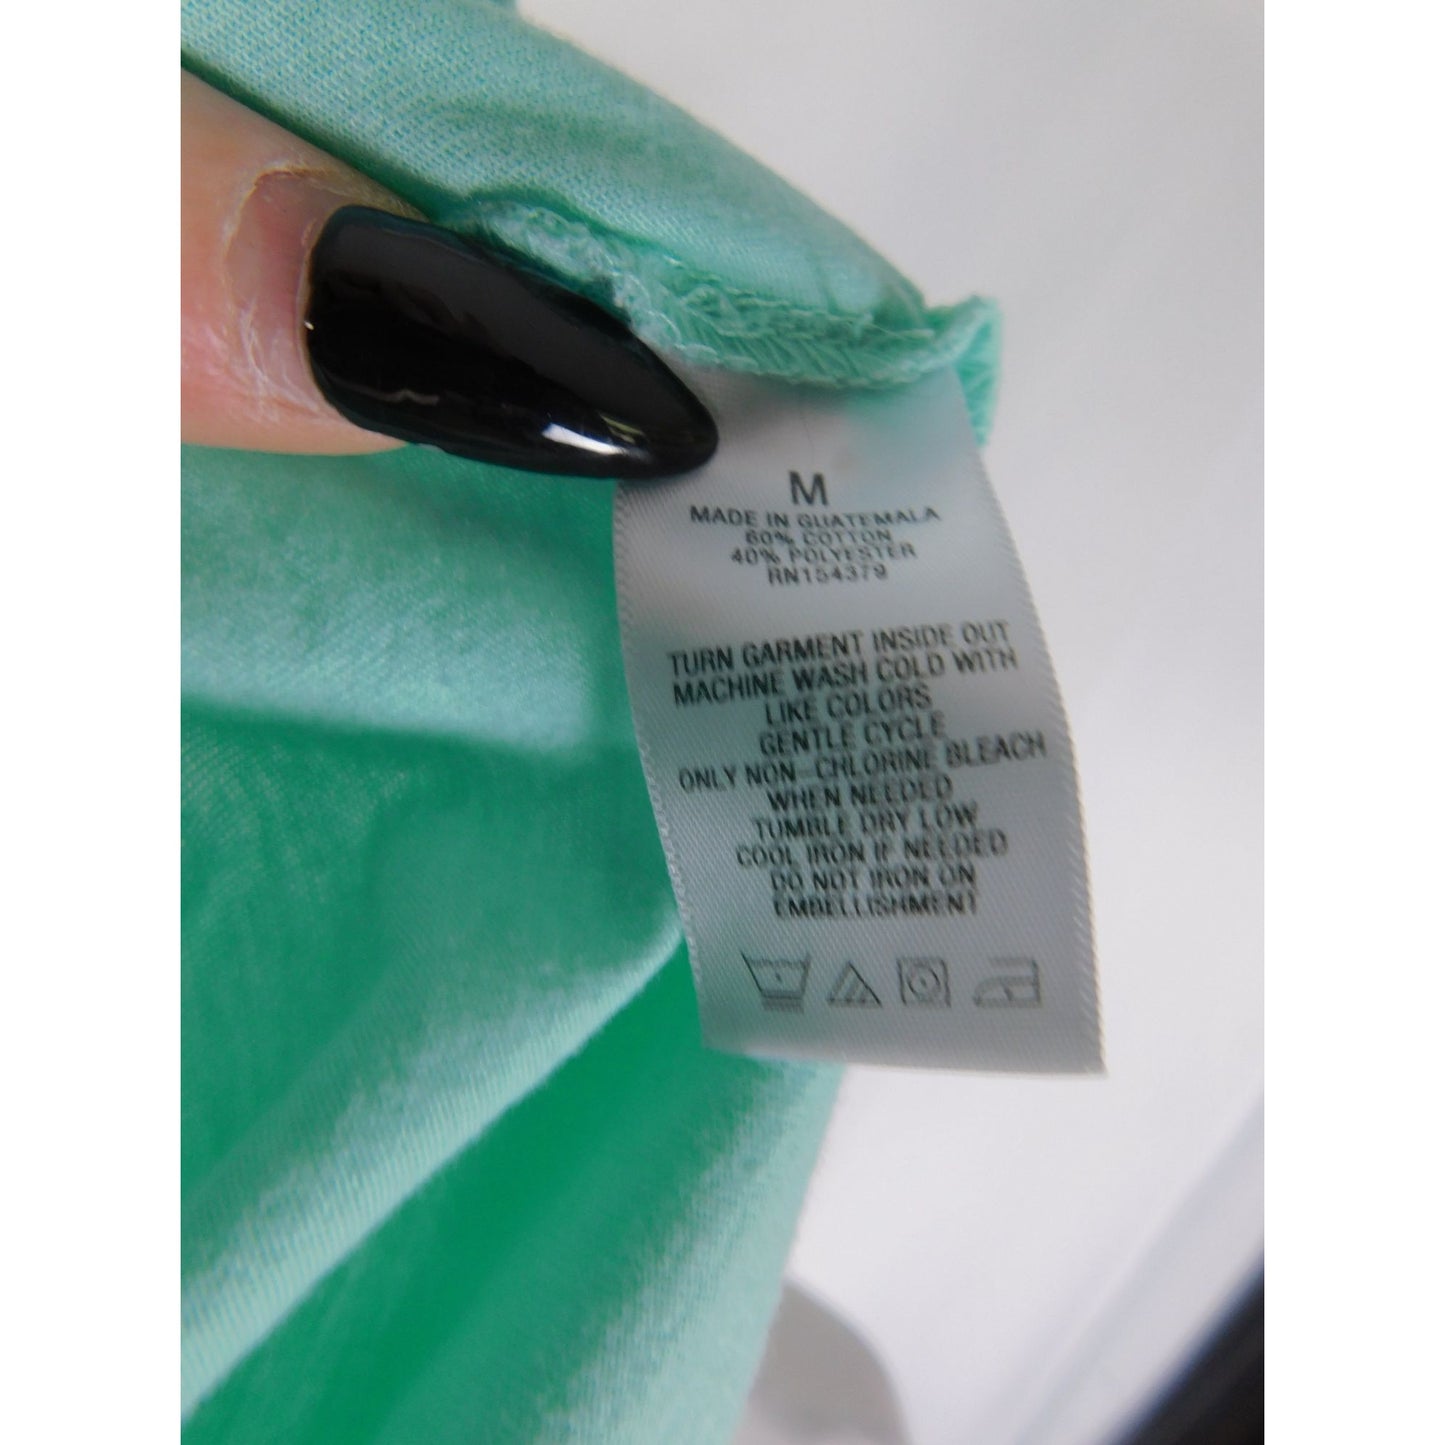 M
MADE IN GUATEMALA
60% COTTON
40% POLYESTER
RN154379
TURN GARMENT INSIDE OUT
MACHINE WASH COLD WITH
LIKE COLORS
GENTLE CYCLE
ONLY NON-CHLORINE BLEACH
WHEN NEEDED
TUMBLE DRY LOW
COOL IRON IF NEEDED
DO NOT IRON ON
EMBELLISHMENT